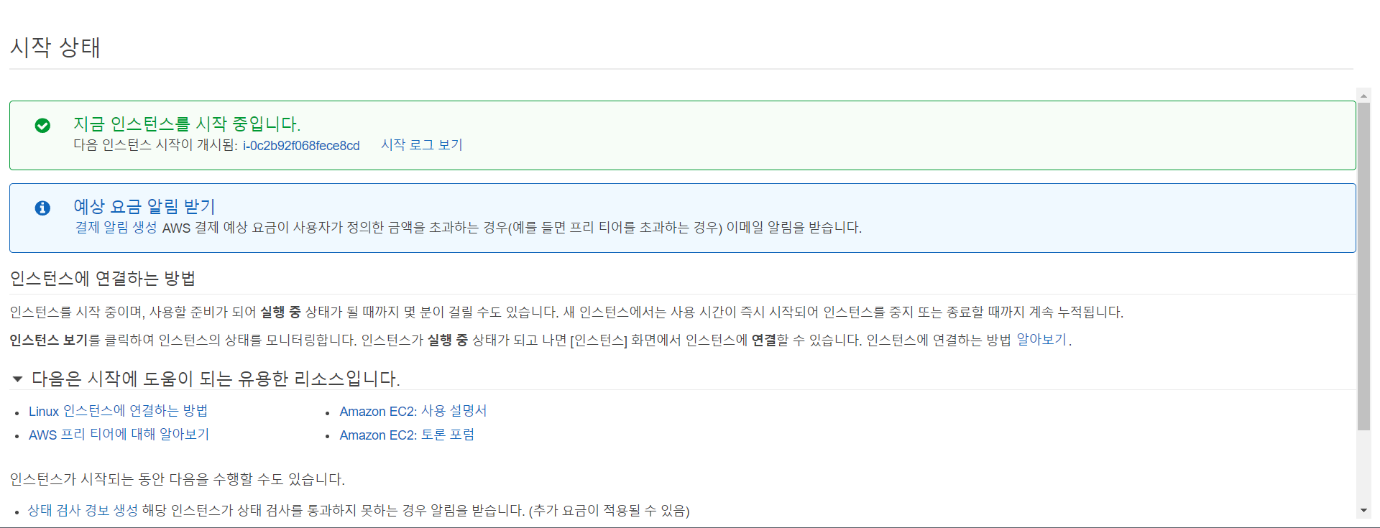 시작 상태
지금 인스턴스를 시작 중입니다.
다음 인스턴스 시작이 개시됨: i-0c2b92f068fece8cd 시작 로그 보기
예상 요금 알림 받기
결제 알림 생성 AWS 결제 예상 요금이 사용자가 정의한 금액을 초과하는 경우(예를 들면 프리 티어를 초과하는 경우) 이메일 알림을 받습니다.
인스턴스에 연결하는 방법
인스턴스를 시작 중이며, 사용할 준비가 되어 실행 중 상태가 될 때까지 몇 분이 걸릴 수도 있습니다. 새 인스턴스에서는 사용 시간이 즉시 시작되어 인스턴스를 중지 또는 종료할 때까지 계속 누적됩니다.
인스턴스 보기를 클릭하여 인스턴스의 상태를 모니터링합니다. 인스턴스가 실행 중 상태가 되고 나면 [인스턴스] 화면에서 인스턴스에 연결할 수 있습니다. 인스턴스에 연결하는 방법 알아보기.
다음은 시작에 도움이 되는 유용한 리소스입니다.
• Linux 인스턴스에 연결하는 방법
• AWS 프리 티어에 대해 알아보기
• Amazon EC2: 사용 설명서
• Amazon EC2: 토론 포럼
인스턴스가 시작되는 동안 다음을 수행할 수도 있습니다.
• 상태 검사 경보 생성 해당 인스턴스가 상태 검사를 통과하지 못하는 경우 알림을 받습니다. (추가 요금이 적용될 수 있음)